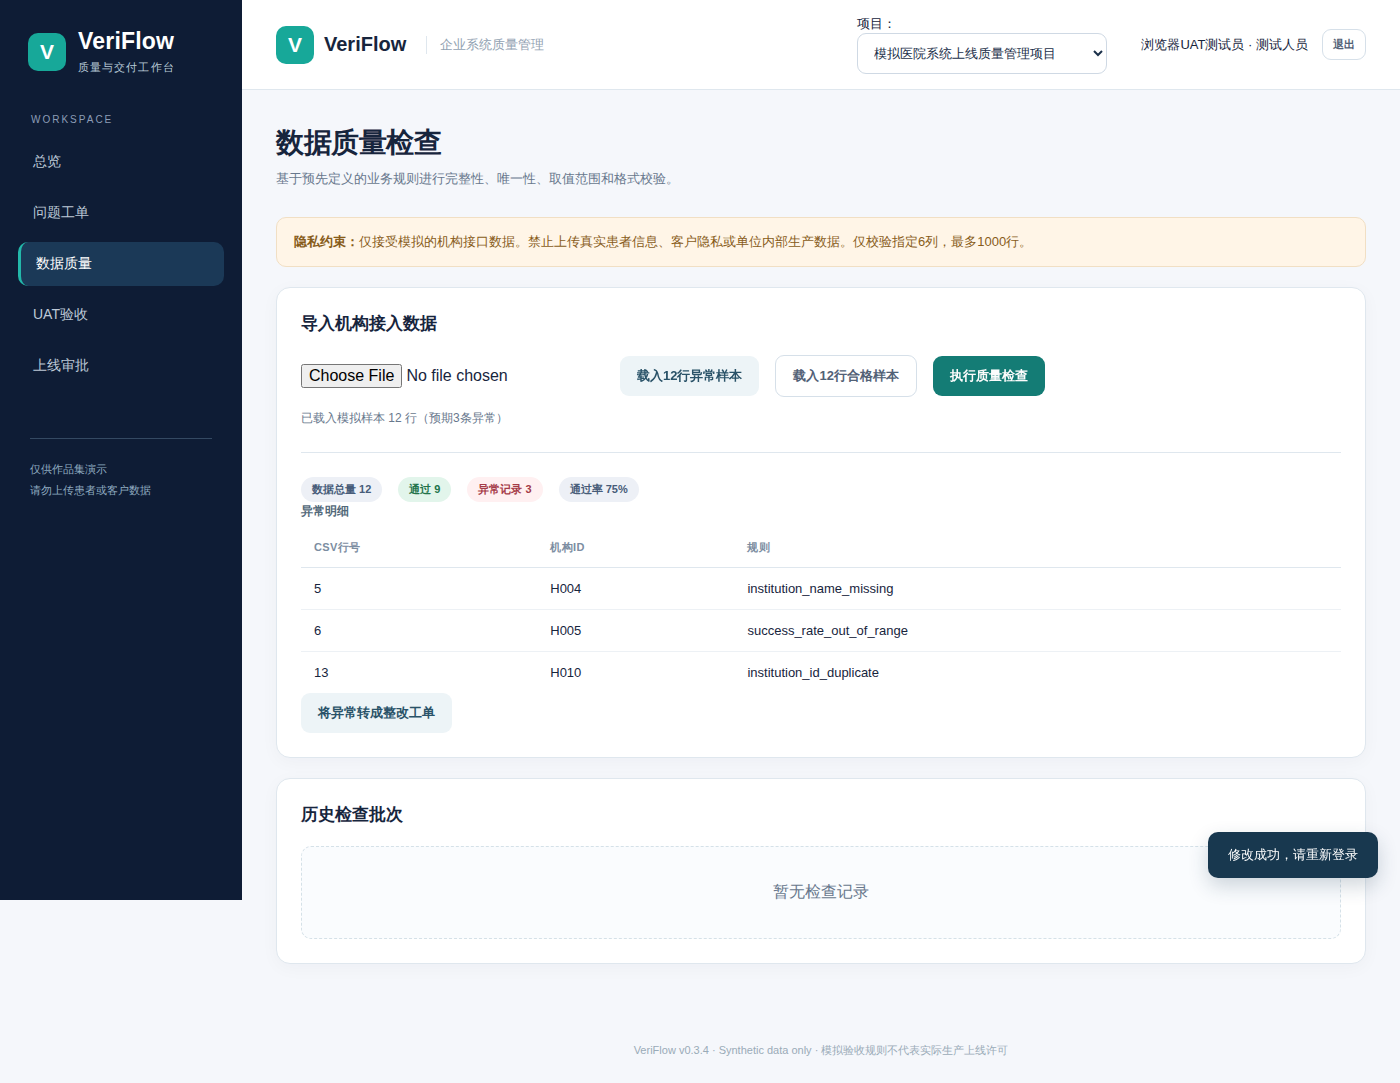 V
VeriFlow
质量与交付工作台
WORKSPACE
总览
问题工单
数据质量
UAT验收
上线审批
仅供作品集演示
请勿上传患者或客户数据
V
VeriFlow
企业系统质量管理
项目：
模拟医院系统上线质量管理项目
浏览器UAT测试员 · 测试人员
退出
数据质量检查
基于预先定义的业务规则进行完整性、唯一性、取值范围和格式校验。
隐私约束：仅接受模拟的机构接口数据。禁止上传真实患者信息、客户隐私或单位内部生产数据。仅校验指定6列，最多1000行。
导入机构接入数据
Choose File No file chosen
载入12行异常样本
载入12行合格样本
执行质量检查
已载入模拟样本 12 行（预期3条异常）
数据总量 12
通过 9
异常记录 3
通过率 75%
异常明细
CSV行号 机构ID 规则
5 H004 institution_name_missing
6 H005 success_rate_out_of_range
13 H010 institution_id_duplicate
将异常转成整改工单
历史检查批次
修改成功，请重新登录
暂无检查记录
VeriFlow v0.3.4 · Synthetic data only · 模拟验收规则不代表实际生产上线许可